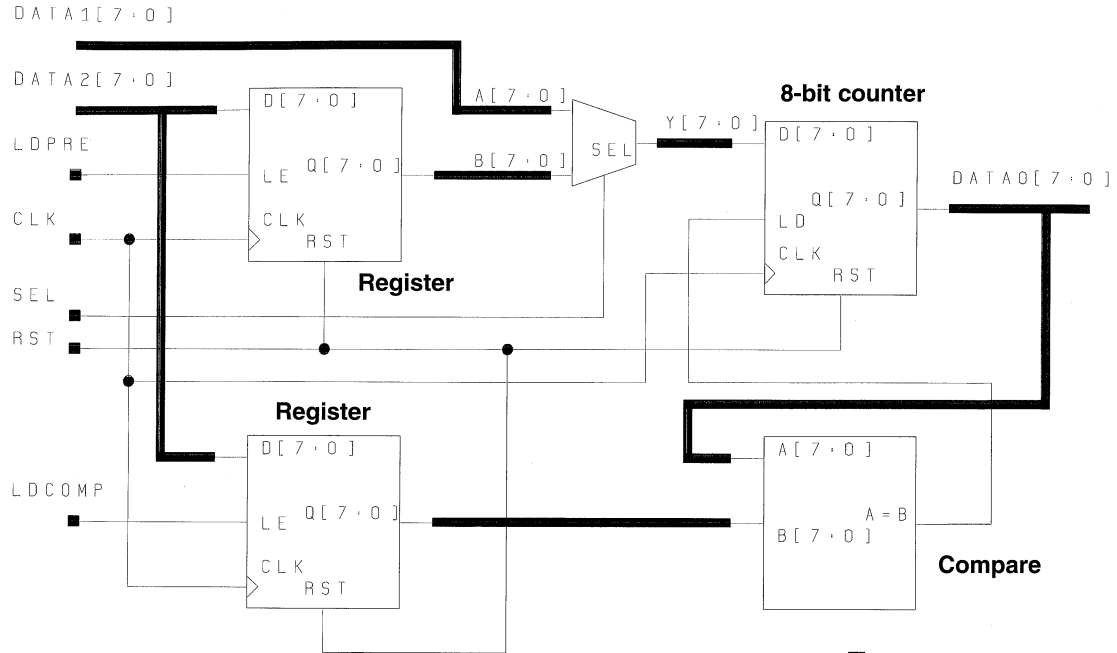 DATA1[7:0]
DATA2[7:0]
LDPRE
CLK
SEL
RST
LDCOMP
D[7:0]
Q[7:0]
LE
CLK
RST
Register
A[7:0]
B[7:0]
SEL
Y[7:0]
8-bit counter
D[7:0]
Q[7:0]
LD
CLK
RST
DATAO[7:0]
Register
D[7:0]
Q[7:0]
LE
CLK
RST
A[7:0]
A=B
B[7:0]
Compare